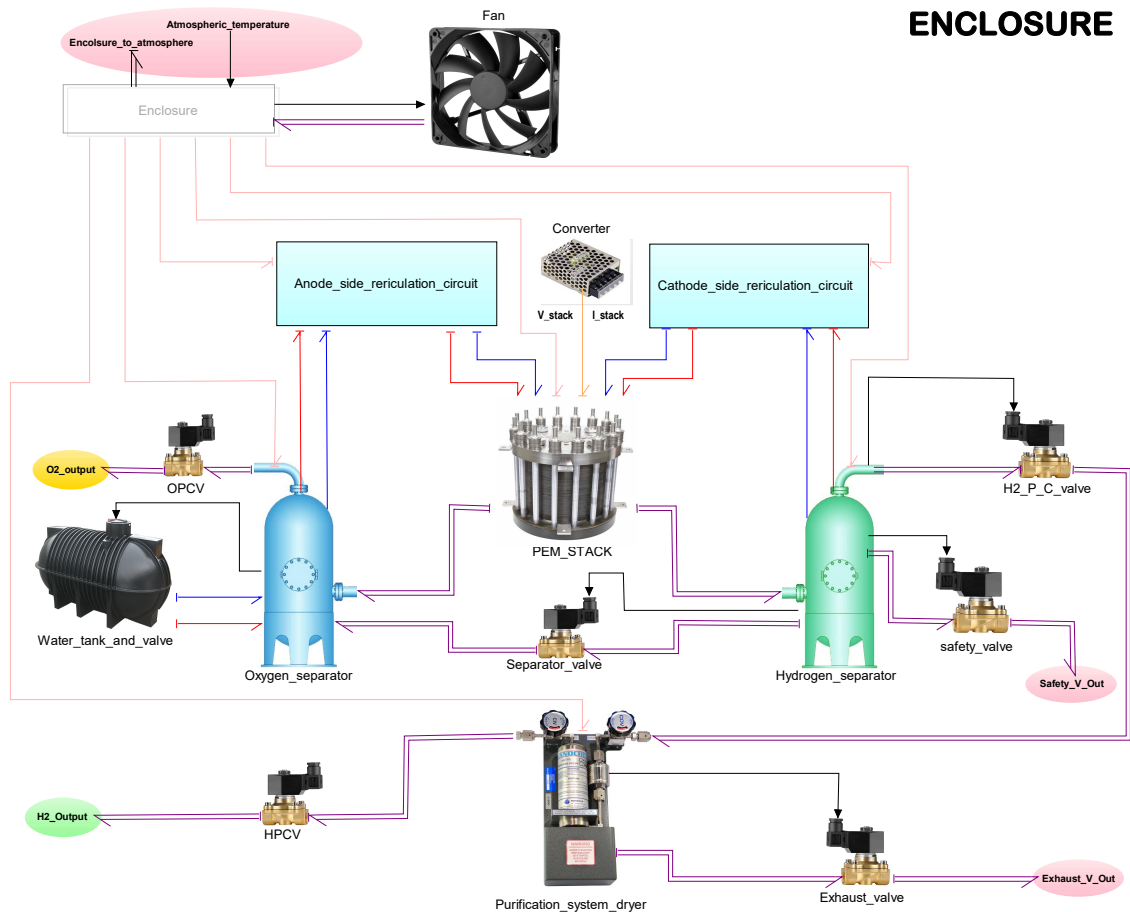 ENCLOSURE
Fan
Atmospheric_temperature
Encolsure_to_atmosphere
Enclosure
Converter
V_stack
I_stack
Anode_side_rericulation_circuit
Cathode_side_rericulation_circuit
O2_output
OPCV
H2_P_C_valve
PEM_STACK
Water_tank_and_valve
Oxygen_separator
Separator_valve
Hydrogen_separator
safety_valve
Safety_V_Out
H2_Output
HPCV
Exhaust_V_Out
Exhaust_valve
Purification_system_dryer